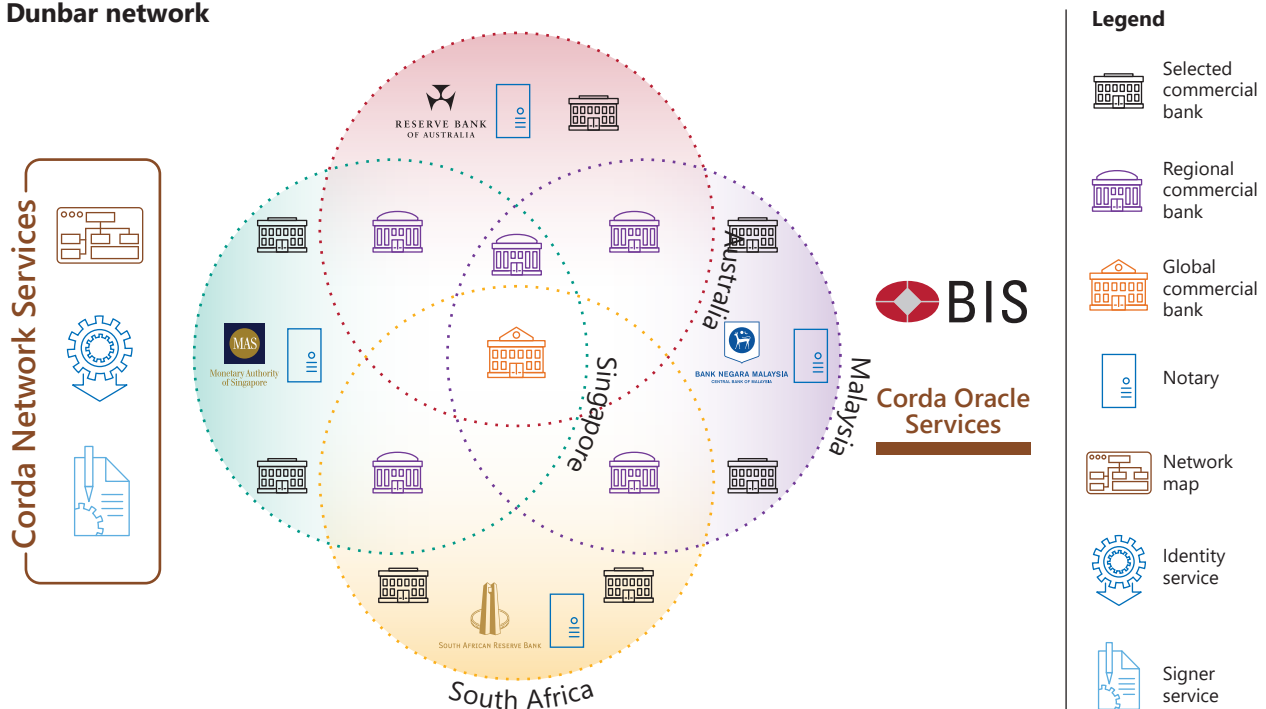 Dunbar network
Corda Network Services
RESERVE BANK
OF AUSTRALIA
Australia
MAS
Monetary Authority
of Singapore
Singapore
BANK NEGARA MALAYSIA
CENTRAL BANK OF MALAYSIA
Malaysia
SOUTH AFRICAN RESERVE BANK
South Africa
BIS
Corda Oracle
Services
Legend
Selected
commercial
bank
Regional
commercial
bank
Global
commercial
bank
Notary
Network
map
Identity
service
Signer
service